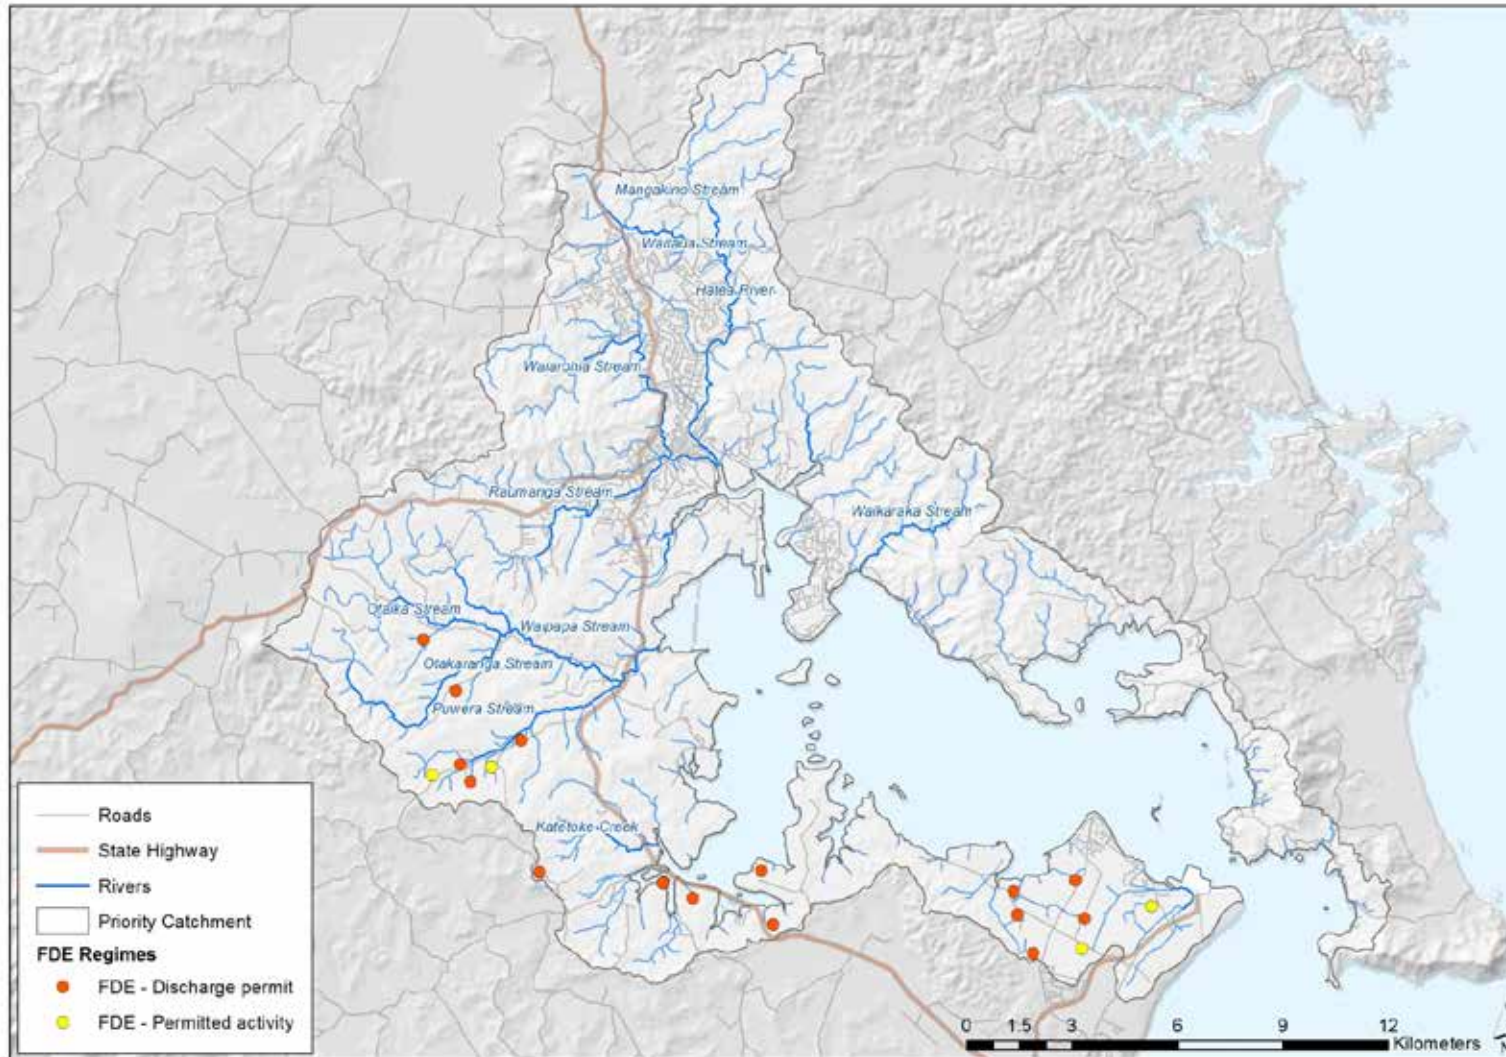 Mangakino Stream
Waitaua Stream
Hatea River
Waiarohia Stream
Raumanga Stream
Waikaraka Stream
Otaika Stream
Waipapa Stream
Otakaranga Stream
Puwera Stream
Kotetoke Creek
Roads
State Highway
Rivers
Priority Catchment
FDE Regimes
FDE - Discharge permit
FDE - Permitted activity
0 1.5 3 6 9 12
Kilometers